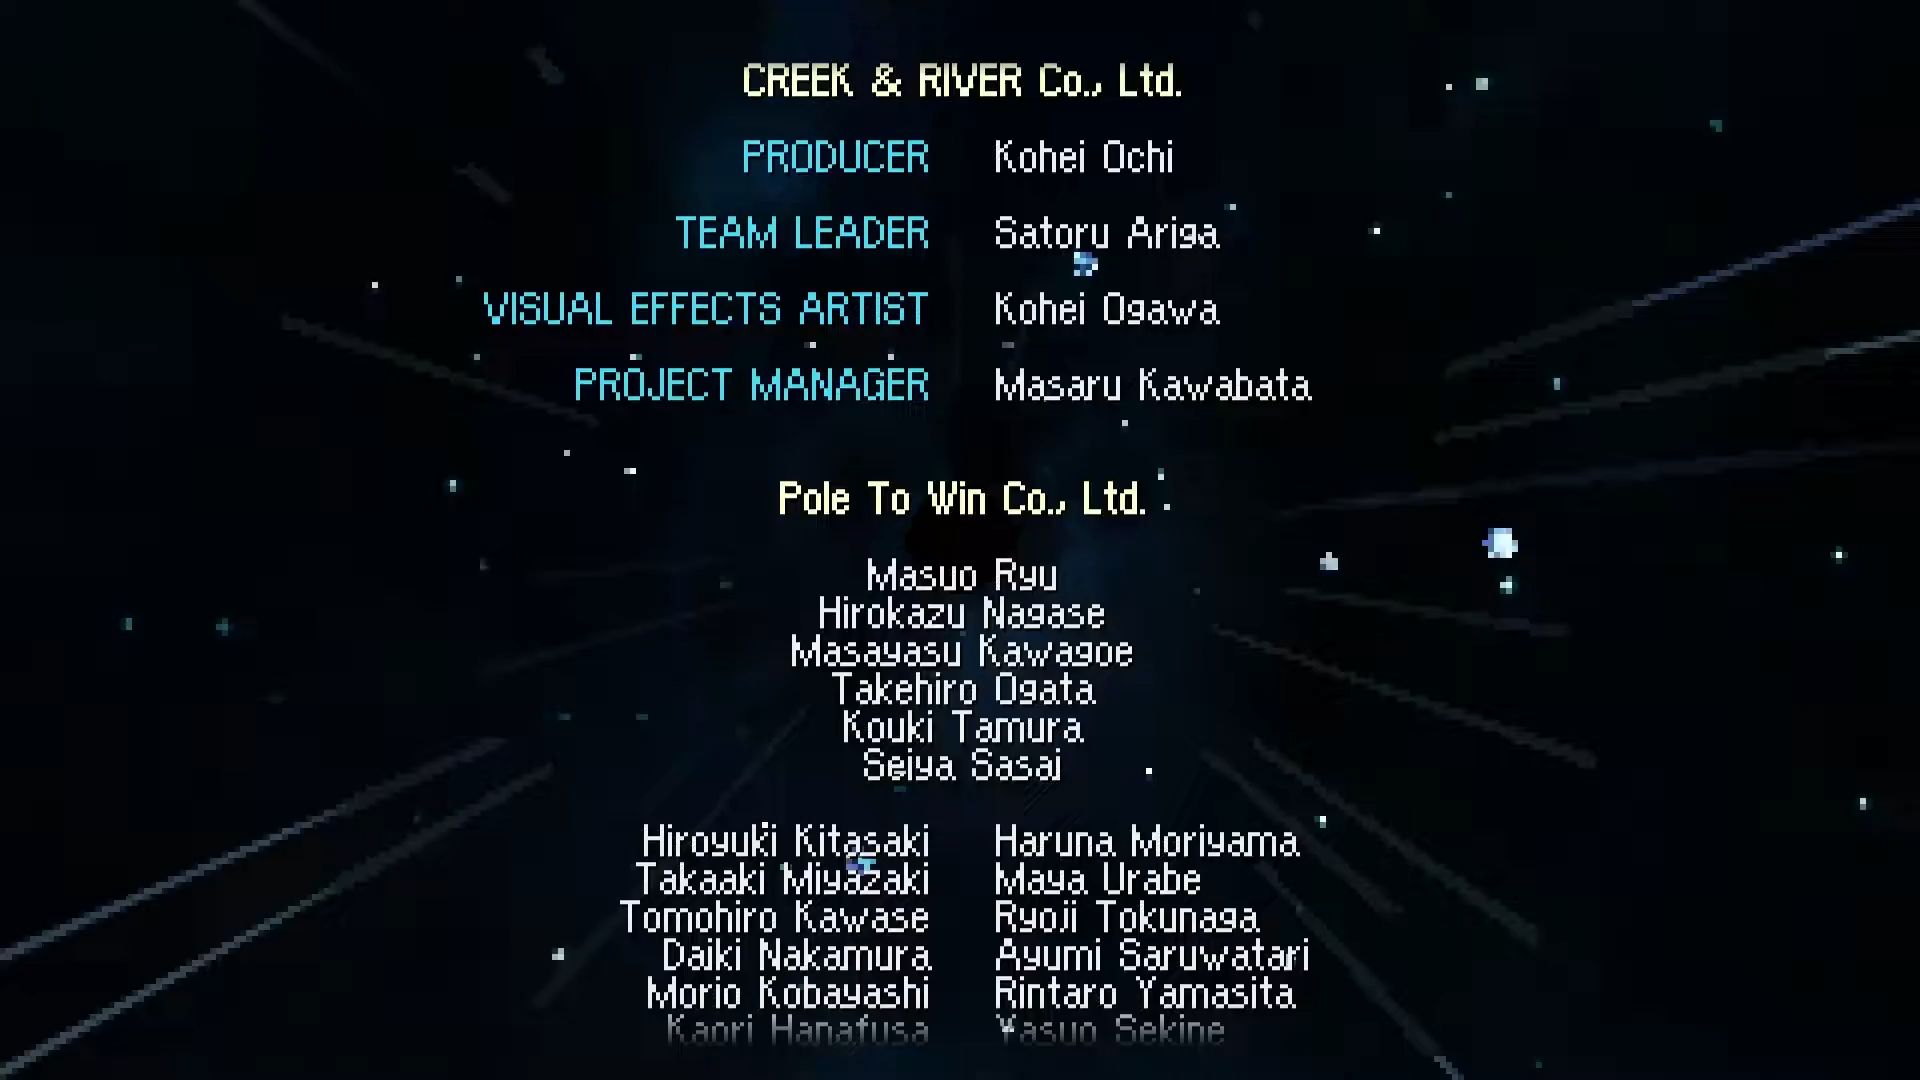 CREEK & RIVER Co., Ltd.
PRODUCER Kohei Ochi
TEAM LEADER Satoru Ariga
VISUAL EFFECTS ARTIST Kohei Ogawa
PROJECT MANAGER Masaru Kawabata
Pole To Win Co., Ltd.
Masuo Ryu
Hirokazu Nagase
Masayasu Kawagoe
Takehiro Ogata
Kouki Tamura
Seiya Sasai
Hiroyuki Kitasaki Haruna Moriyama
Takaaki Miyazaki Maya Urabe
Tomohiro Kawase Ryoji Tokunaga
Daiki Nakamura Ayumi Saruwatari
Morio Kobayashi Rintaro Yamasita
Kaori Hanafusa Yasuo Sekine